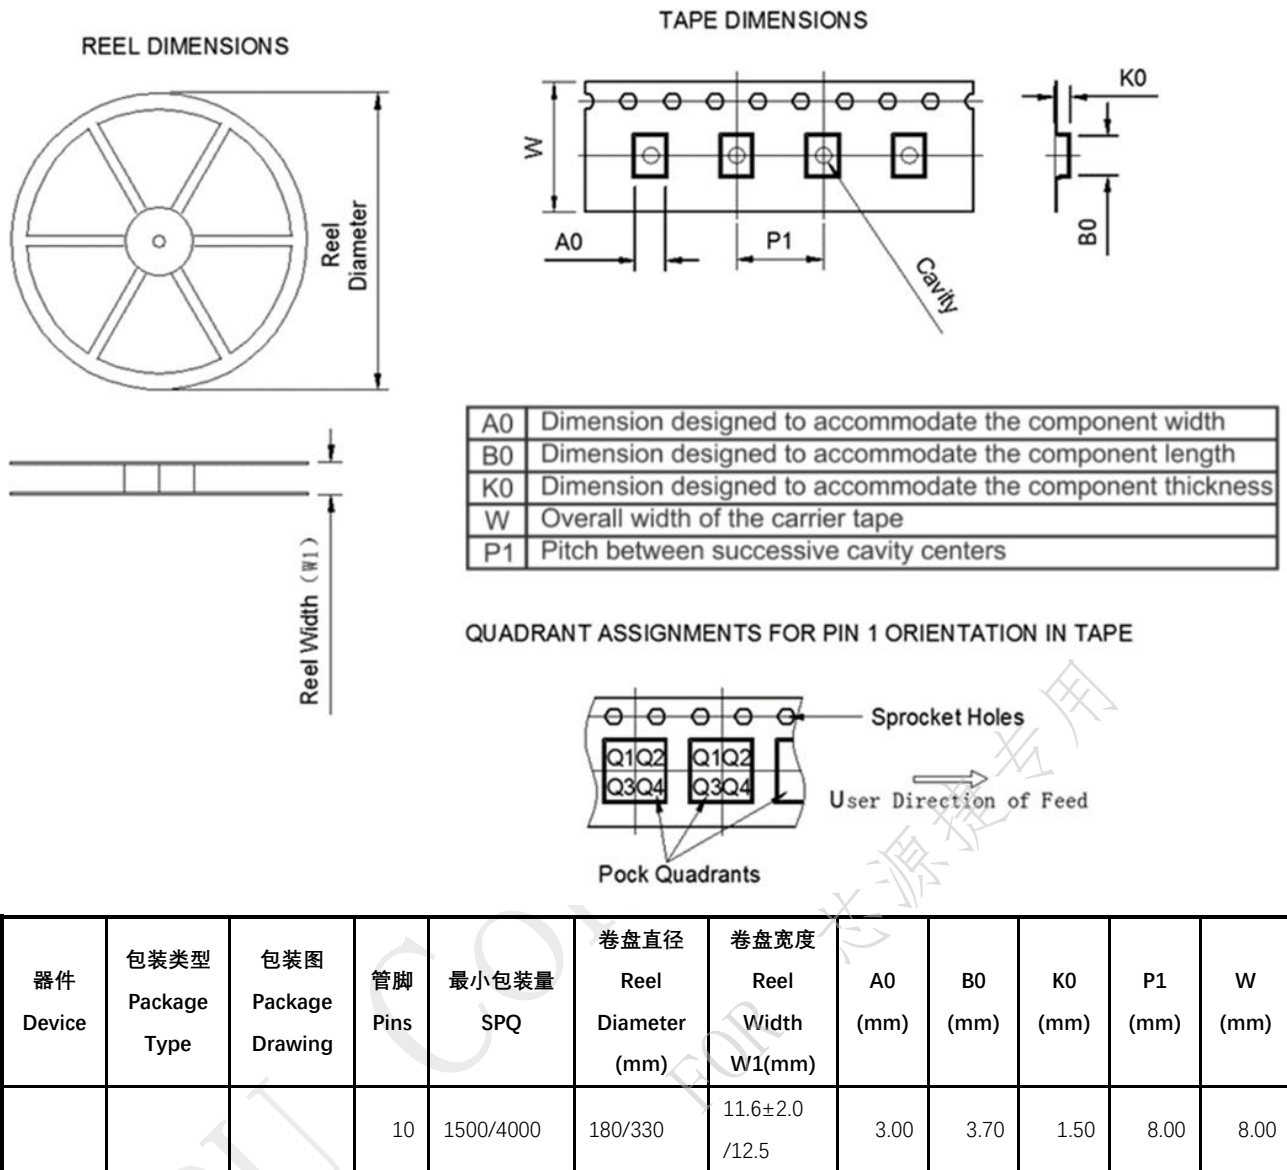 TAPE DIMENSIONS
REEL DIMENSIONS
K0
W
Reel
Diameter
A0
P1
B0
Cavity
A0 Dimension designed to accommodate the component width
B0 Dimension designed to accommodate the component length
K0 Dimension designed to accommodate the component thickness
W Overall width of the carrier tape
P1 Pitch between successive cavity centers
Reel Width (W1)
QUADRANT ASSIGNMENTS FOR PIN 1 ORIENTATION IN TAPE
Sprocket Holes
Q1 Q2 Q1 Q2
Q3 Q4 Q3 Q4
User Direction of Feed
Pock Quadrants
芯源捷专用
FOR
器件 Device
包装类型 Package Type
包装图 Package Drawing
管脚 Pins
最小包装量 SPQ
卷盘直径 Reel Diameter (mm)
卷盘宽度 Reel Width W1(mm)
A0 (mm)
B0 (mm)
K0 (mm)
P1 (mm)
W (mm)
10 1500/4000 180/330 11.6±2.0 /12.5 3.00 3.70 1.50 8.00 8.00